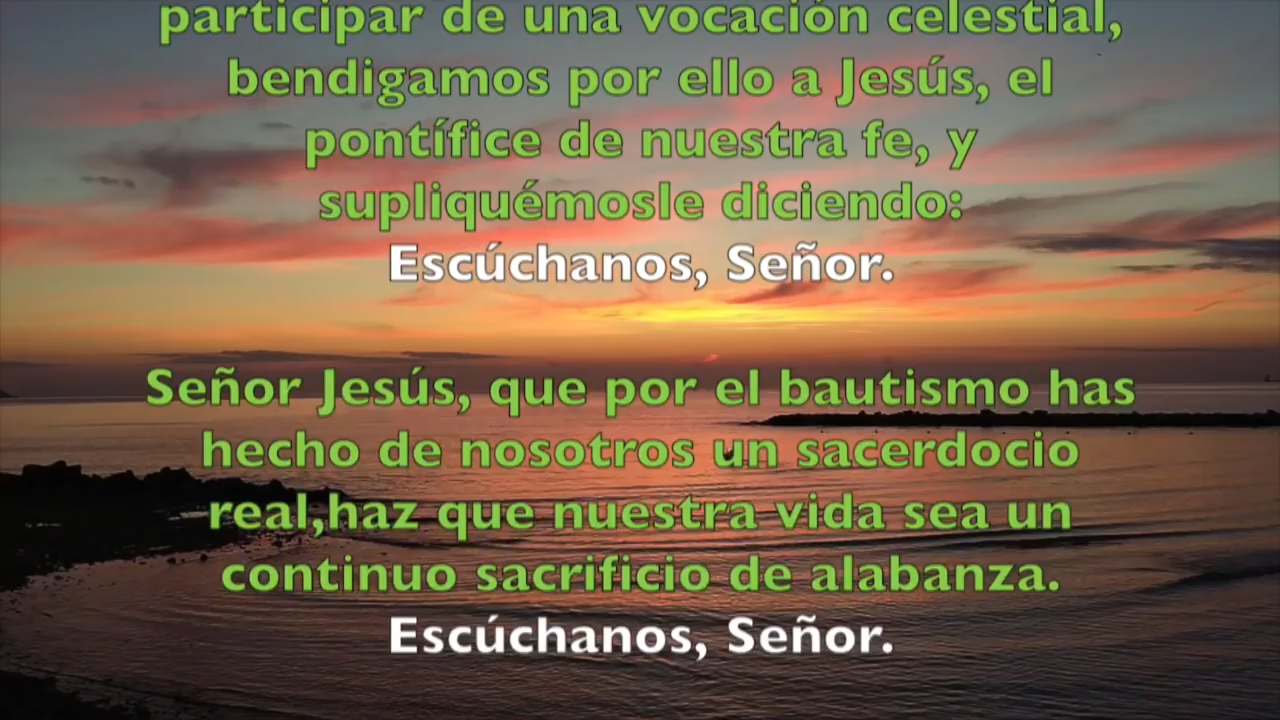 participar de una vocación celestial,
bendigamos por ello a Jesús, el
pontífice de nuestra fe, y
supliquémosle diciendo:
Escúchanos, Señor.
Señor Jesús, que por el bautismo has
hecho de nosotros un sacerdocio
real,haz que nuestra vida sea un
continuo sacrificio de alabanza.
Escúchanos, Señor.